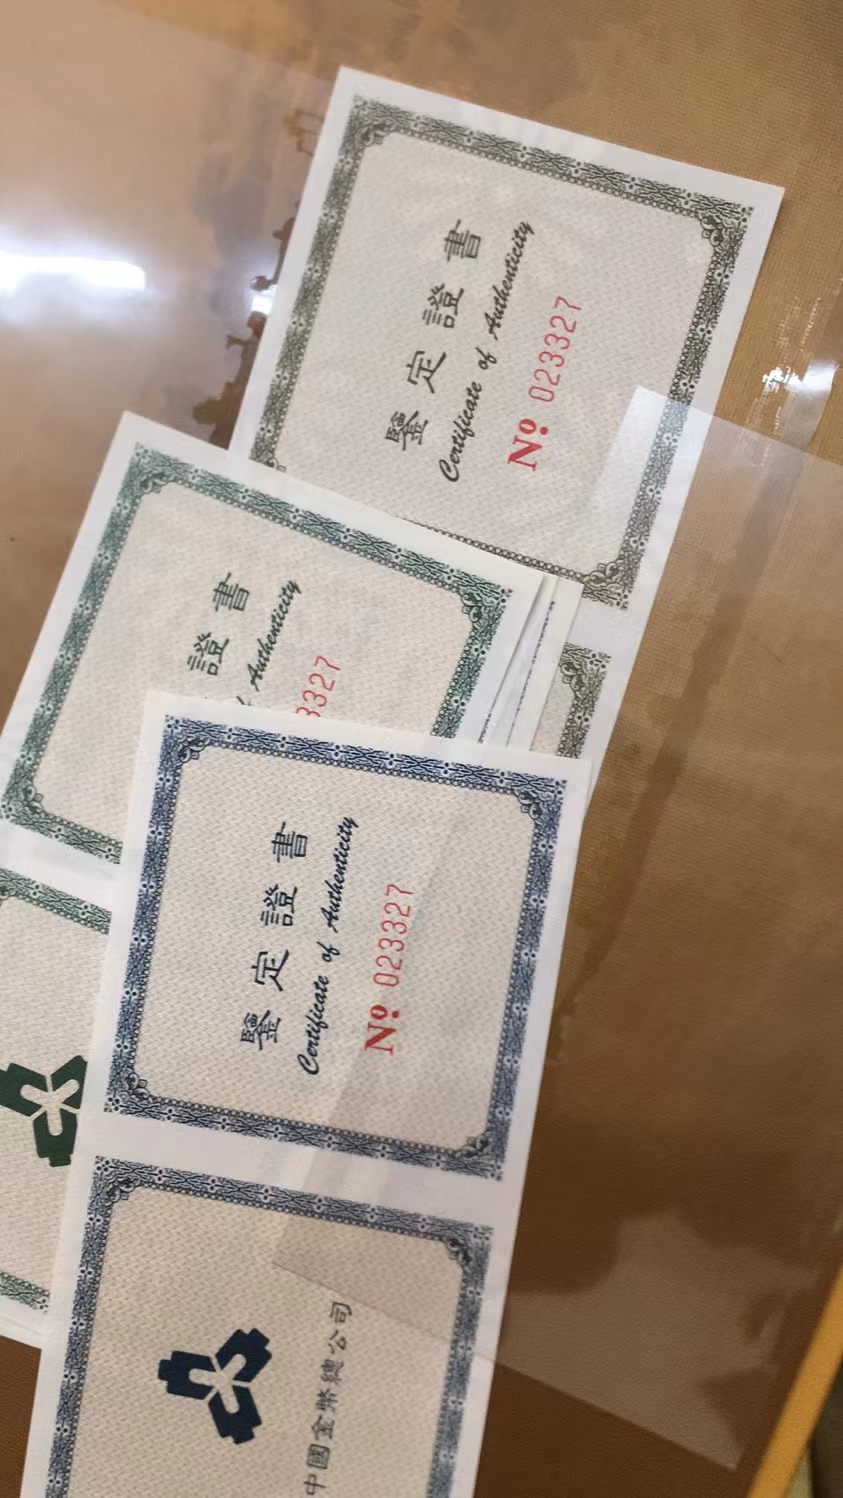 鑒定證書
Certificate of Authenticity
Nº 023327
證書
Authenticity
3327
鑒定證書
Certificate of Authenticity
Nº 023327
中國金幣總公司